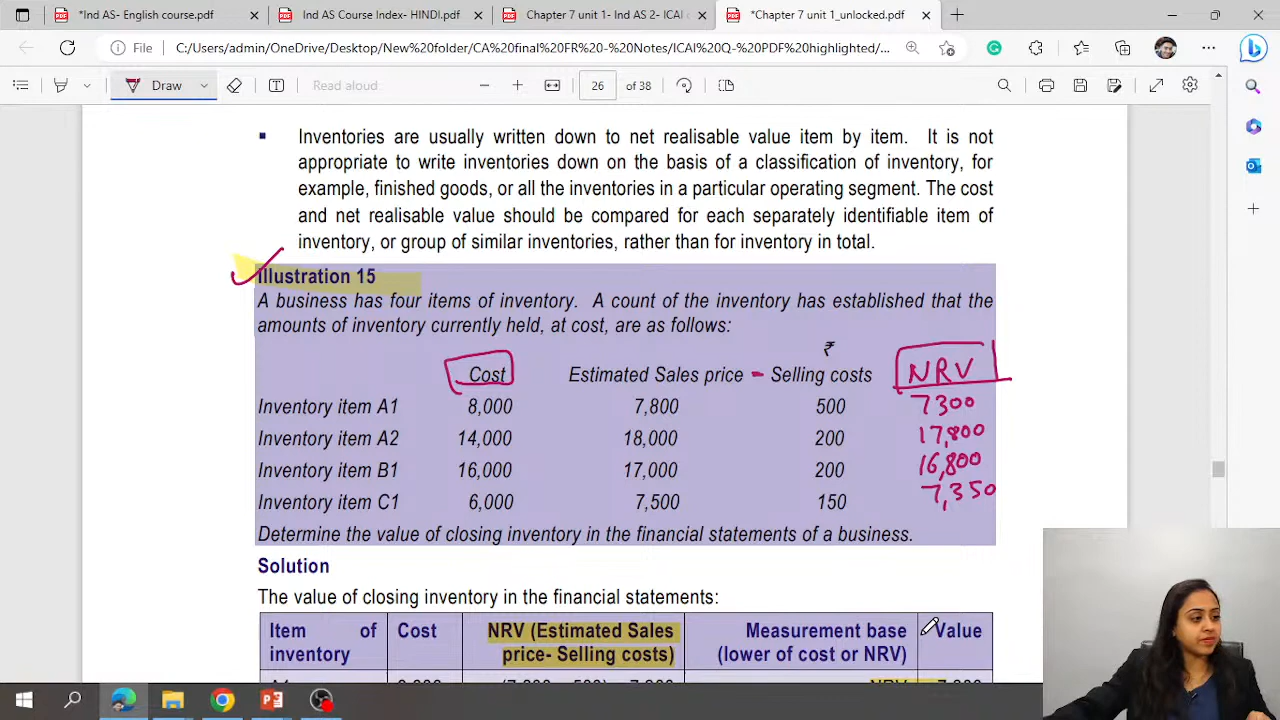 *Ind AS- English course.pdf
Ind AS Course Index- HINDI.pdf
Chapter 7 unit 1- Ind AS 2- ICAI
*Chapter 7 unit 1_unlocked.pdf
File
C:/Users/admin/OneDrive/Desktop/New%20folder/CA%20final%20FR%20-%20Notes/ICAI%20Q-%20PDF%20highlighted/...
Draw
Read aloud
26
of 38
Inventories are usually written down to net realisable value item by item. It is not
appropriate to write inventories down on the basis of a classification of inventory, for
example, finished goods, or all the inventories in a particular operating segment. The cost
and net realisable value should be compared for each separately identifiable item of
inventory, or group of similar inventories, rather than for inventory in total.
Illustration 15
A business has four items of inventory. A count of the inventory has established that the
amounts of inventory currently held, at cost, are as follows:
₹
Cost Estimated Sales price - Selling costs NRV
Inventory item A1 8,000 7,800 500 7300
Inventory item A2 14,000 18,000 200 17,800
Inventory item B1 16,000 17,000 200 16,800
Inventory item C1 6,000 7,500 150 7,350
Determine the value of closing inventory in the financial statements of a business.
Solution
The value of closing inventory in the financial statements:
Item of Cost NRV (Estimated Sales Measurement base Value
inventory price- Selling costs) (lower of cost or NRV)